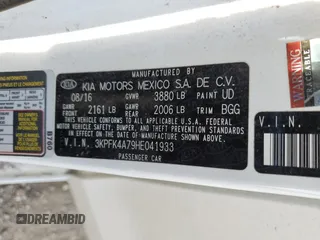 MANUFACTURED BY
KIA KIA MOTORS MEXICO S.A. DE C.V.
08/16 GVWR 3880 LB PAINT UD
GAWR FRONT 2161 LB GAWR REAR 2006 LB TRIM BGG
THIS VEHICLE CONFORMS TO ALL APPLICABLE U.S.
FEDERAL MOTOR VEHICLE SAFETY, BUMPER, AND THEFT
PREVENTION STANDARDS IN EFFECT ON THE DATE OF
MANUFACTURE SHOWN ABOVE.
V.I.N. 3KPFK4A79HE041933
PASSENGER CAR
WARNING
V.I.N.
DREAMBID